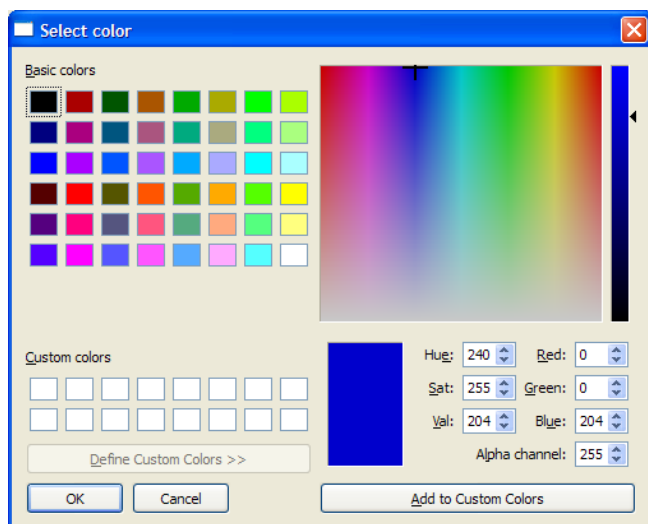 Select color
Basic colors
Custom colors
Define Custom Colors >>
OK
Cancel
Hue: 240
Red: 0
Sat: 255
Green: 0
Val: 204
Blue: 204
Alpha channel: 255
Add to Custom Colors